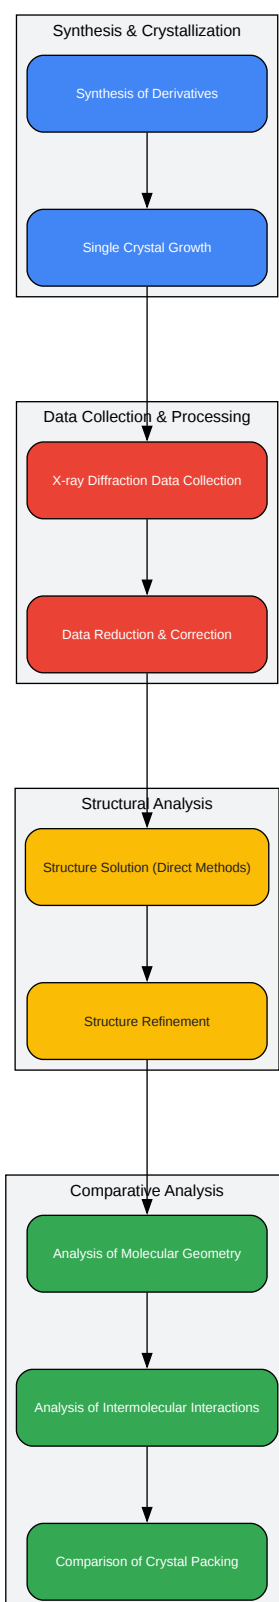 Synthesis & Crystallization
Synthesis of Derivatives
Single Crystal Growth
Data Collection & Processing
X-ray Diffraction Data Collection
Data Reduction & Correction
Structural Analysis
Structure Solution (Direct Methods)
Structure Refinement
Comparative Analysis
Analysis of Molecular Geometry
Analysis of Intermolecular Interactions
Comparison of Crystal Packing